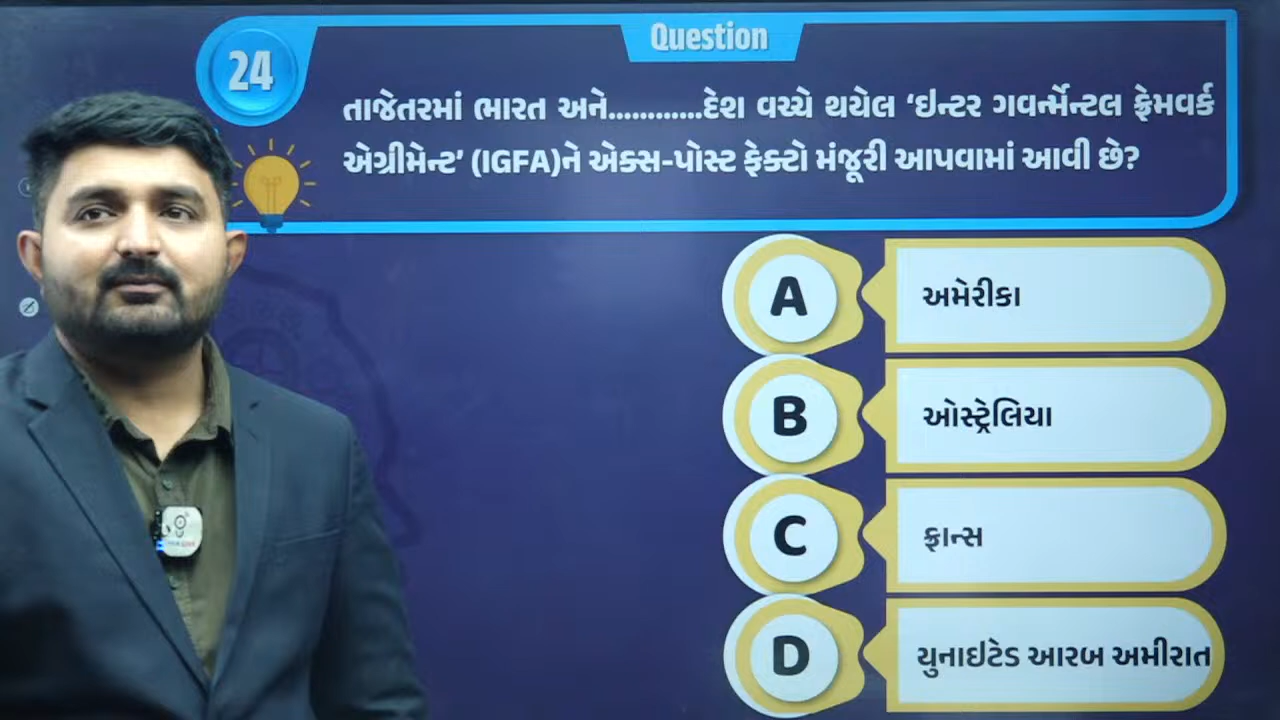 Question
24
તાજેતરમાં ભારત અને............દેશ વચ્ચે થયેલ ‘ઇન્ટર ગવર્ન્મેન્ટલ ફ્રેમવર્ક
એગ્રીમેન્ટ’ (IGFA)ને એક્સ-પોસ્ટ ફેક્ટો મંજૂરી આપવામાં આવી છે?
A અમેરીકા
B ઓસ્ટ્રેલિયા
C ફ્રાન્સ
D યુનાઇટેડ આરબ અમીરાત